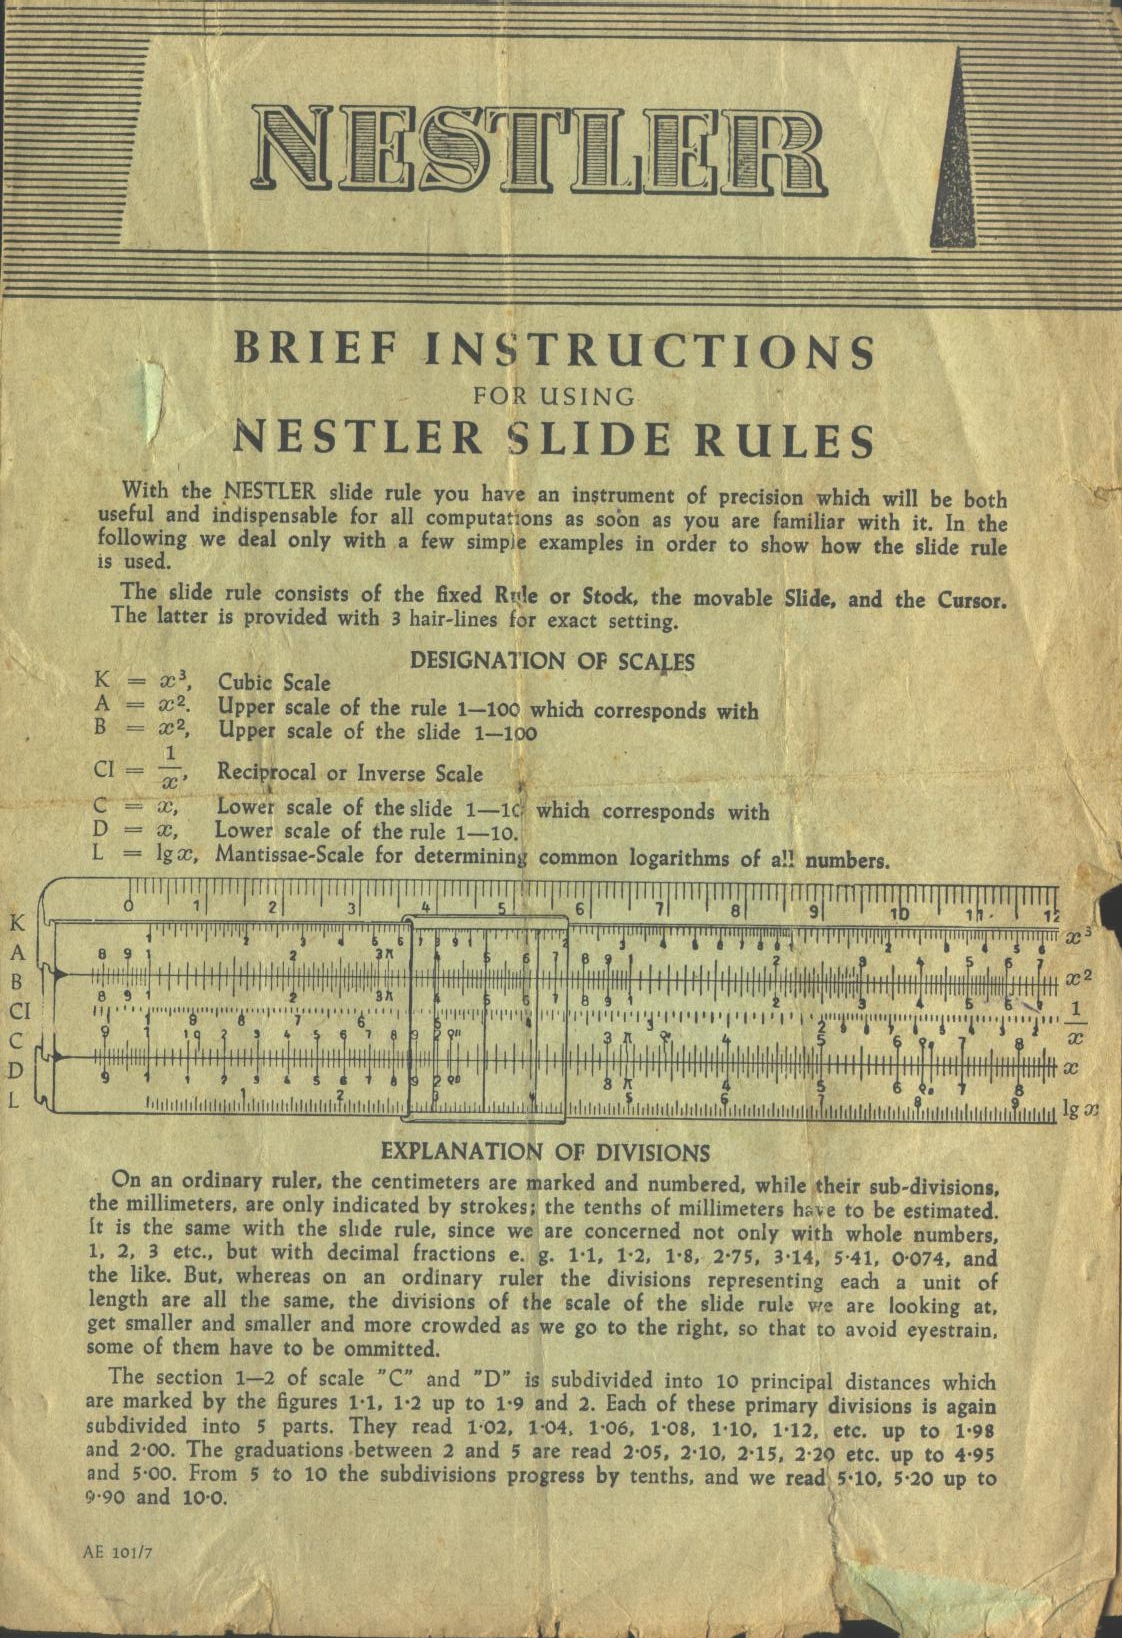 NESTLER
BRIEF INSTRUCTIONS
FOR USING
NESTLER SLIDE RULES
With the NESTLER slide rule you have an instrument of precision which will be both
useful and indispensable for all computations as soon as you are familiar with it. In the
following we deal only with a few simple examples in order to show how the slide rule
is used.
The slide rule consists of the fixed Rule or Stock, the movable Slide, and the Cursor.
The latter is provided with 3 hair-lines for exact setting.
DESIGNATION OF SCALES
K = x³, Cubic Scale
A = x². Upper scale of the rule 1—100 which corresponds with
B = x², Upper scale of the slide 1—100
CI = 1/x, Reciprocal or Inverse Scale
C = x, Lower scale of the slide 1—10 which corresponds with
D = x, Lower scale of the rule 1—10.
L = lg x, Mantissae-Scale for determining common logarithms of all numbers.
0 1 2 3 4 5 6 7 8 9 10 11 12
K x³
A
B x²
CI 1/x
C
D x
L lg x
EXPLANATION OF DIVISIONS
On an ordinary ruler, the centimeters are marked and numbered, while their sub-divisions,
the millimeters, are only indicated by strokes; the tenths of millimeters have to be estimated.
It is the same with the slide rule, since we are concerned not only with whole numbers,
1, 2, 3 etc., but with decimal fractions e. g. 1·1, 1·2, 1·8, 2·75, 3·14, 5·41, 0·074, and
the like. But, whereas on an ordinary ruler the divisions representing each a unit of
length are all the same, the divisions of the scale of the slide rule we are looking at,
get smaller and smaller and more crowded as we go to the right, so that to avoid eyestrain,
some of them have to be ommitted.
The section 1—2 of scale "C" and "D" is subdivided into 10 principal distances which
are marked by the figures 1·1, 1·2 up to 1·9 and 2. Each of these primary divisions is again
subdivided into 5 parts. They read 1·02, 1·04, 1·06, 1·08, 1·10, 1·12, etc. up to 1·98
and 2·00. The graduations between 2 and 5 are read 2·05, 2·10, 2·15, 2·20 etc. up to 4·95
and 5·00. From 5 to 10 the subdivisions progress by tenths, and we read 5·10, 5·20 up to
9·90 and 10·0.
AE 101/7